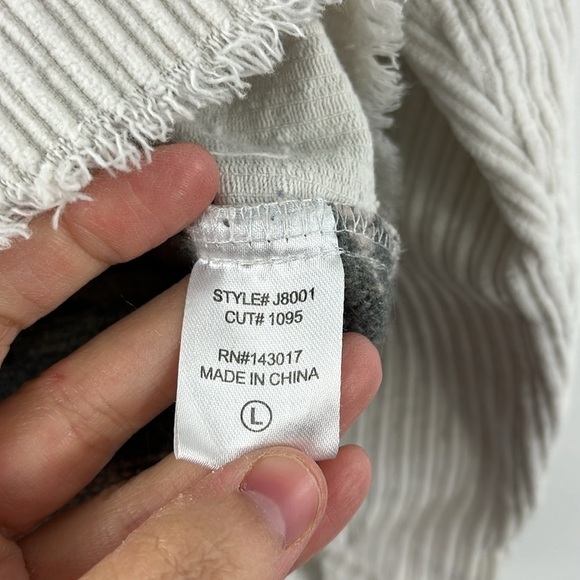 STYLE# J8001
CUT# 1095
RN#143017
MADE IN CHINA
L